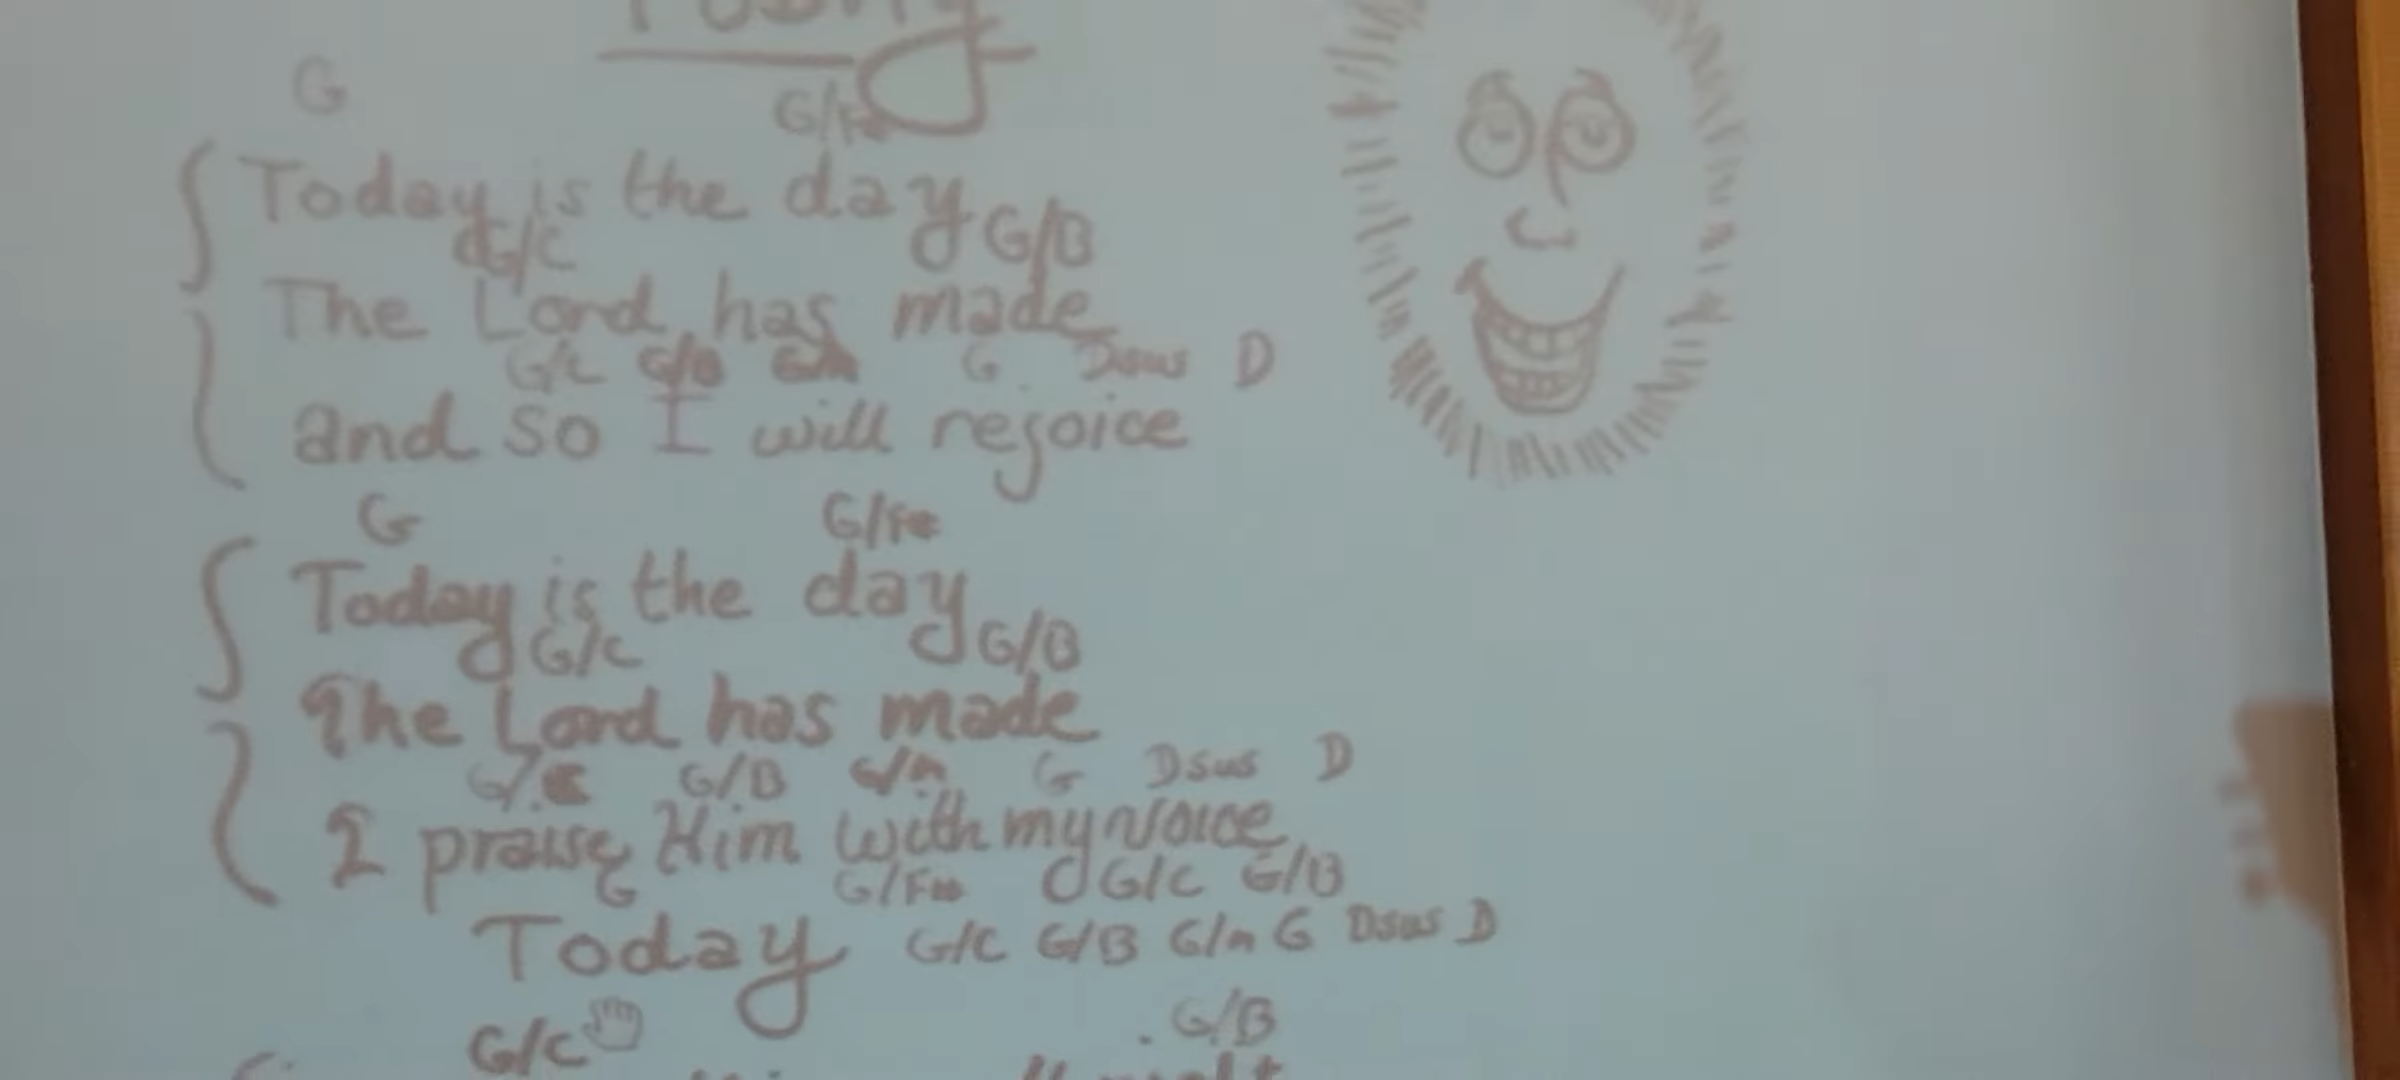 Today
G G/F#
Today is the day
G/C G/B
The Lord has made
G/C G/B G Dsus D
and so I will rejoice
G G/F#
Today is the day
G/C G/B
The Lord has made
G/B G Dsus D
I praise Him with my voice
G G/F# G/C G/B
Today G/C G/B G/A G Dsus D
G/C G/B